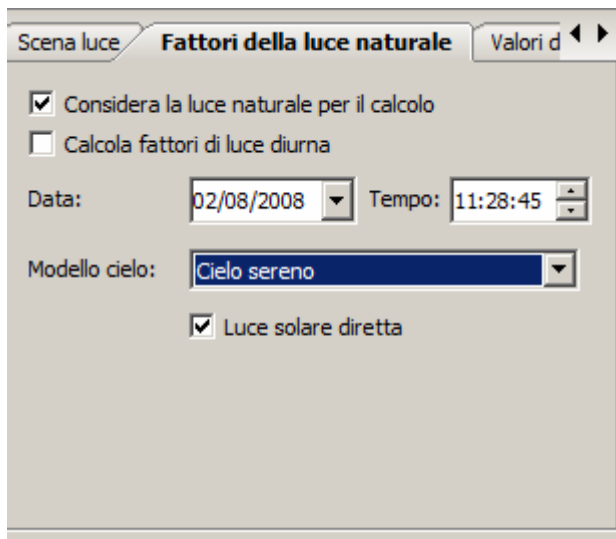 Scena luce Fattori della luce naturale Valori d
Considera la luce naturale per il calcolo
Calcola fattori di luce diurna
Data: 02/08/2008 Tempo: 11:28:45
Modello cielo: Cielo sereno
Luce solare diretta